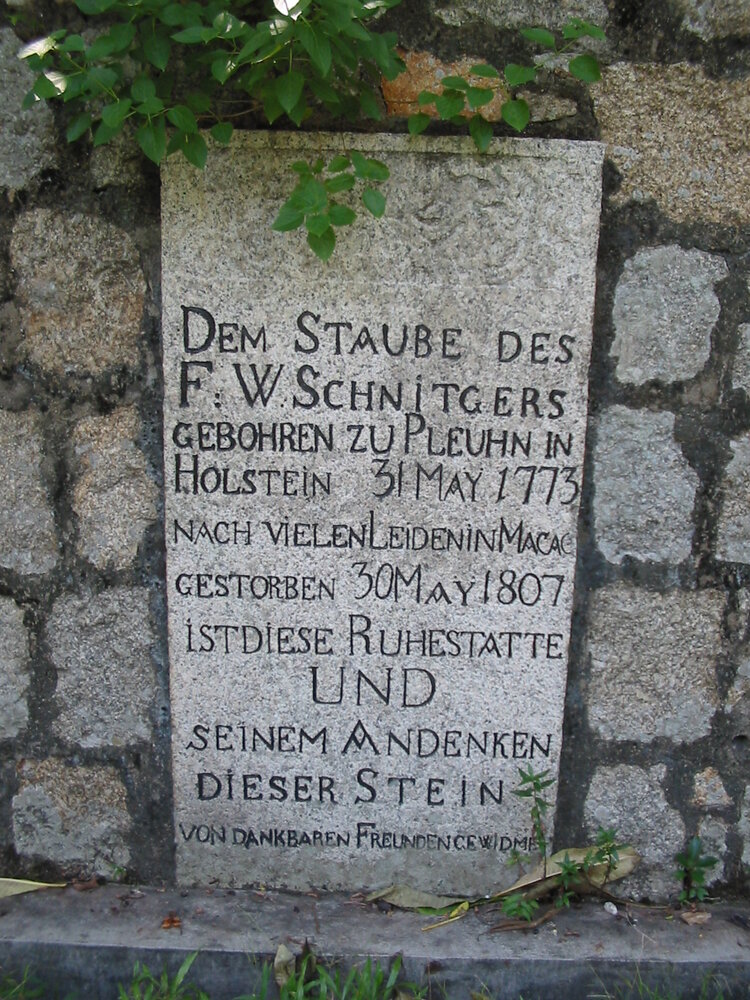 DEM STAUBE DES
F: W. SCHNITGERS
GEBOHREN ZU PLEUHN IN
HOLSTEIN 31 MAY 1773
NACH VIELEN LEIDEN IN MACAO
GESTORBEN 30 MAY 1807
IST DIESE RUHESTATTE
UND
SEINEM ANDENKEN
DIESER STEIN
VON DANKBAREN FREUNDEN GEWIDMET